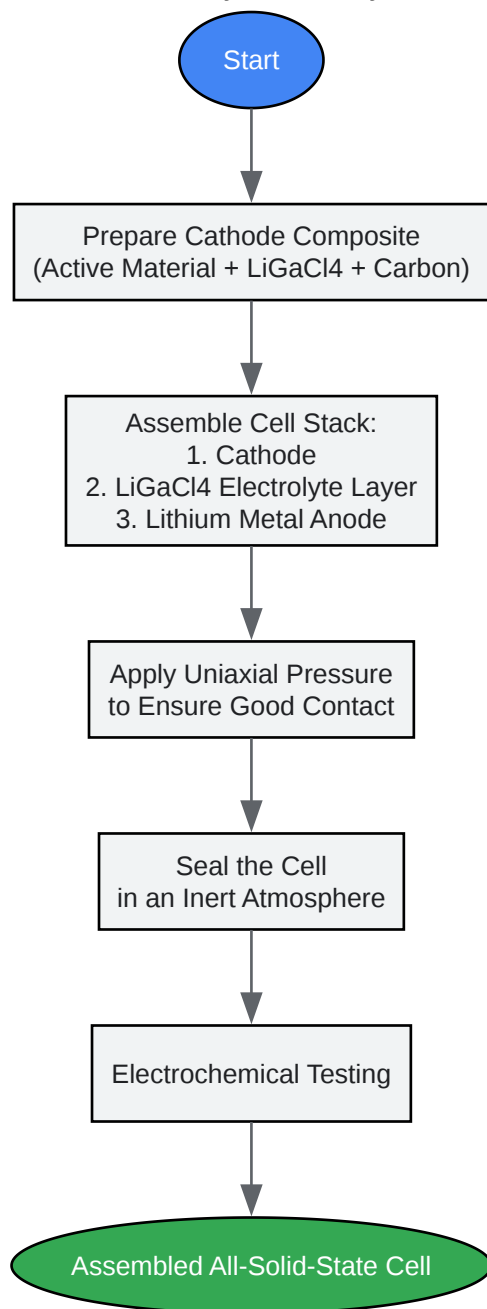 Start
Prepare Cathode Composite
(Active Material + LiGaCl4 + Carbon)
Assemble Cell Stack:
1. Cathode
2. LiGaCl4 Electrolyte Layer
3. Lithium Metal Anode
Apply Uniaxial Pressure
to Ensure Good Contact
Seal the Cell
in an Inert Atmosphere
Electrochemical Testing
Assembled All-Solid-State Cell